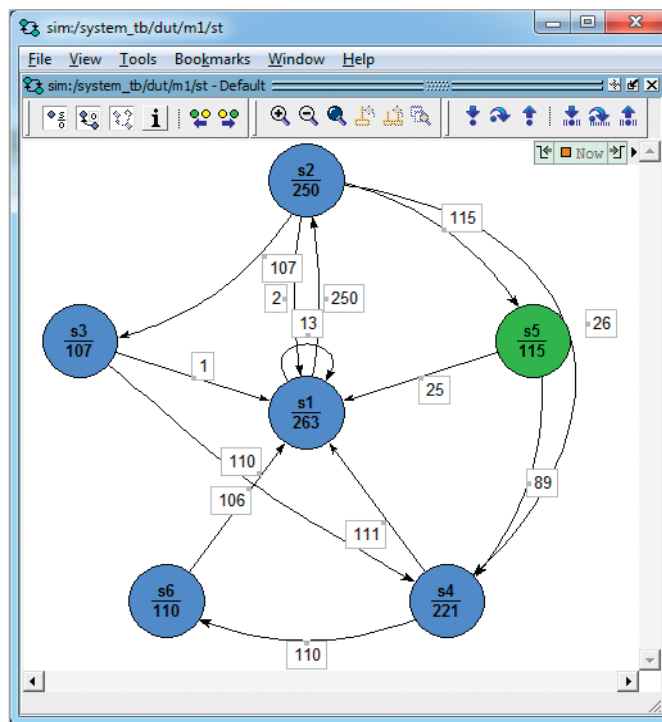 sim:/system_tb/dut/m1/st
File View Tools Bookmarks Window Help
sim:/system_tb/dut/m1/st - Default
Now
s2
250
115
107
2
250
26
13
s3
107
s5
115
1
s1
263
25
110
106
89
111
s6
110
s4
221
110